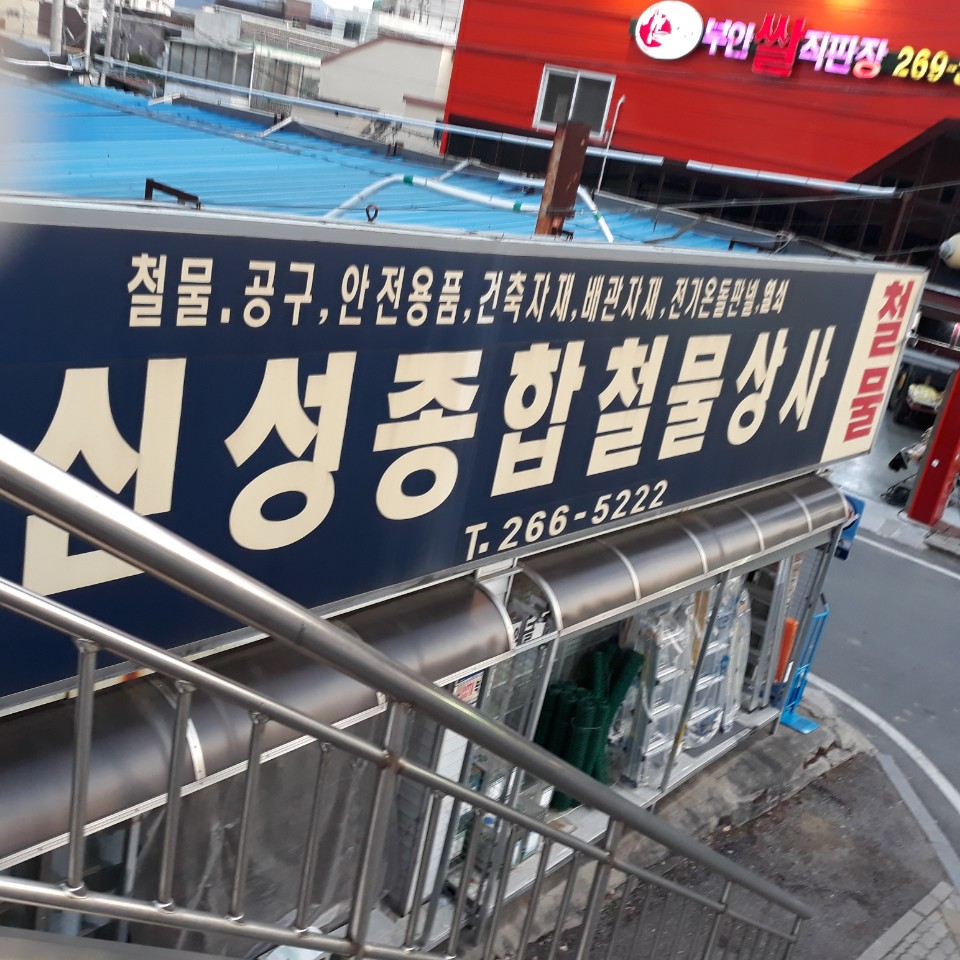 부안쌀직판장 269-
철물.공구,안전용품,건축자재,배관자재,전기온돌판넬,열쇠
신성종합철물상사
T. 266-5222
철물